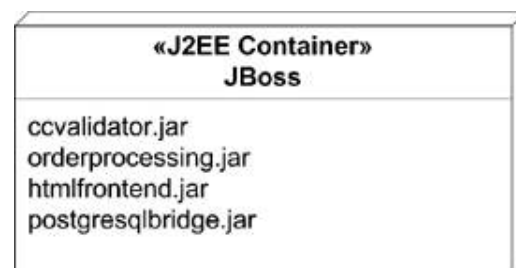 «J2EE Container»
JBoss
ccvalidator.jar
orderprocessing.jar
htmlfrontend.jar
postgresqlbridge.jar